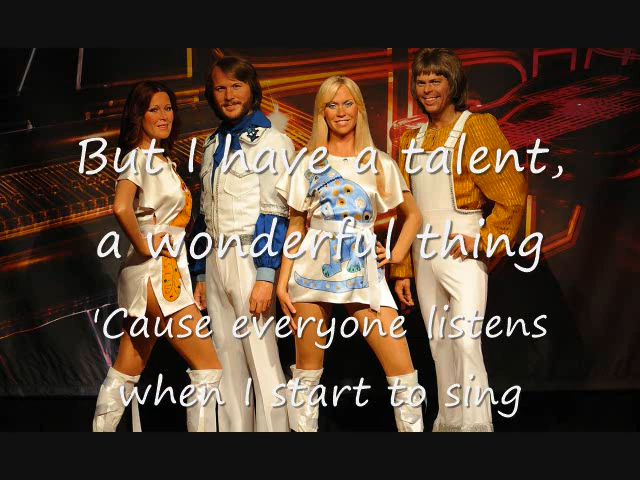 But I have a talent,
a wonderful thing
'Cause everyone listens
when I start to sing